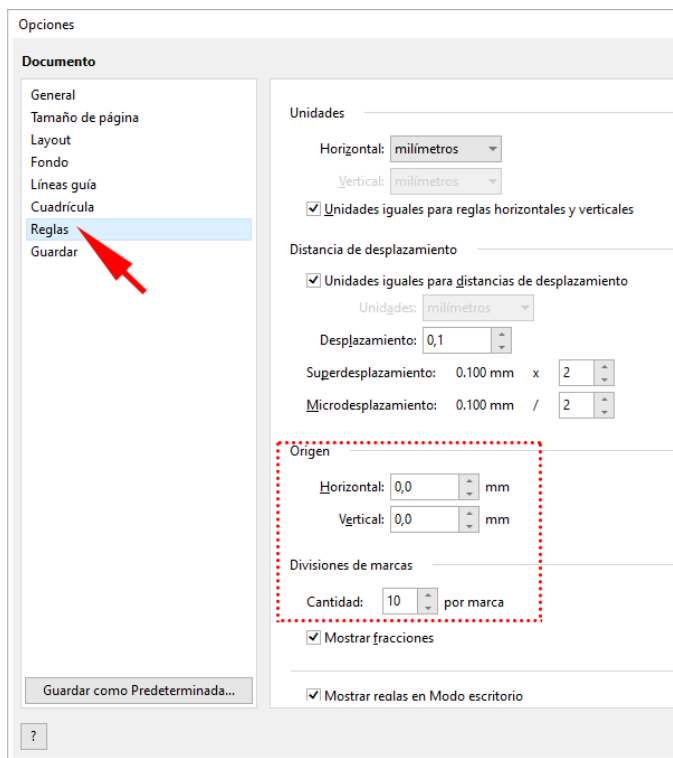 Opciones
Documento
General
Tamaño de página
Layout
Fondo
Líneas guía
Cuadrícula
Reglas
Guardar
Guardar como Predeterminada...
?
Unidades
Horizontal: milímetros
Vertical: milímetros
Unidades iguales para reglas horizontales y verticales
Distancia de desplazamiento
Unidades iguales para distancias de desplazamiento
Unidades: milímetros
Desplazamiento: 0,1
Superdesplazamiento: 0.100 mm x 2
Microdesplazamiento: 0.100 mm / 2
Origen
Horizontal: 0,0 mm
Vertical: 0,0 mm
Divisiones de marcas
Cantidad: 10 por marca
Mostrar fracciones
Mostrar reglas en Modo escritorio